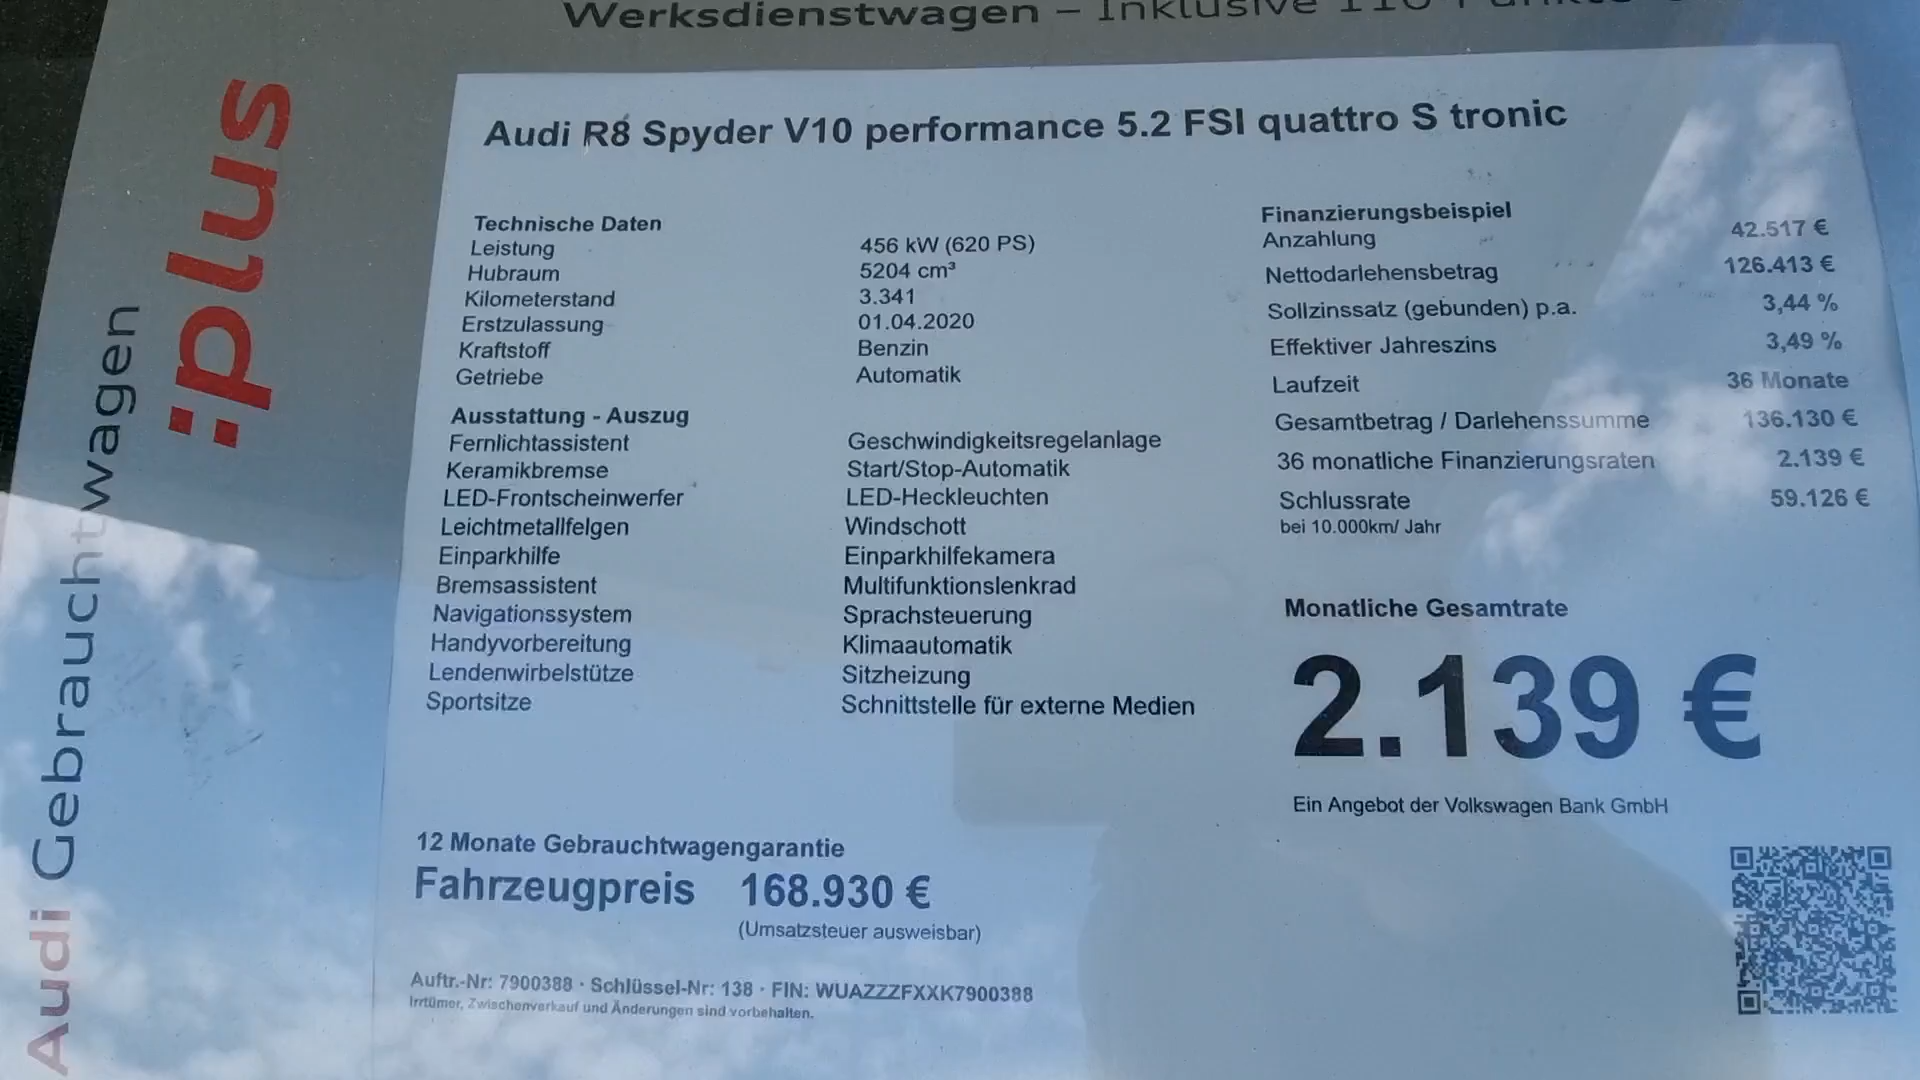 Werksdienstwagen – Inklusive 110
Audi Gebrauchtwagen
:plus
Audi R8 Spyder V10 performance 5.2 FSI quattro S tronic
Technische Daten
Leistung 456 kW (620 PS)
Hubraum 5204 cm³
Kilometerstand 3.341
Erstzulassung 01.04.2020
Kraftstoff Benzin
Getriebe Automatik
Ausstattung - Auszug
Fernlichtassistent Geschwindigkeitsregelanlage
Keramikbremse Start/Stop-Automatik
LED-Frontscheinwerfer LED-Heckleuchten
Leichtmetallfelgen Windschott
Einparkhilfe Einparkhilfekamera
Bremsassistent Multifunktionslenkrad
Navigationssystem Sprachsteuerung
Handyvorbereitung Klimaautomatik
Lendenwirbelstütze Sitzheizung
Sportsitze Schnittstelle für externe Medien
12 Monate Gebrauchtwagengarantie
Fahrzeugpreis 168.930 €
(Umsatzsteuer ausweisbar)
Auftr.-Nr: 7900388 · Schlüssel-Nr: 138 · FIN: WUAZZZFXXK7900388
Irrtümer, Zwischenverkauf und Änderungen sind vorbehalten.
Finanzierungsbeispiel
Anzahlung 42.517 €
Nettodarlehensbetrag 126.413 €
Sollzinssatz (gebunden) p.a. 3,44 %
Effektiver Jahreszins 3,49 %
Laufzeit 36 Monate
Gesamtbetrag / Darlehenssumme 136.130 €
36 monatliche Finanzierungsraten 2.139 €
Schlussrate 59.126 €
bei 10.000km/ Jahr
Monatliche Gesamtrate
2.139 €
Ein Angebot der Volkswagen Bank GmbH